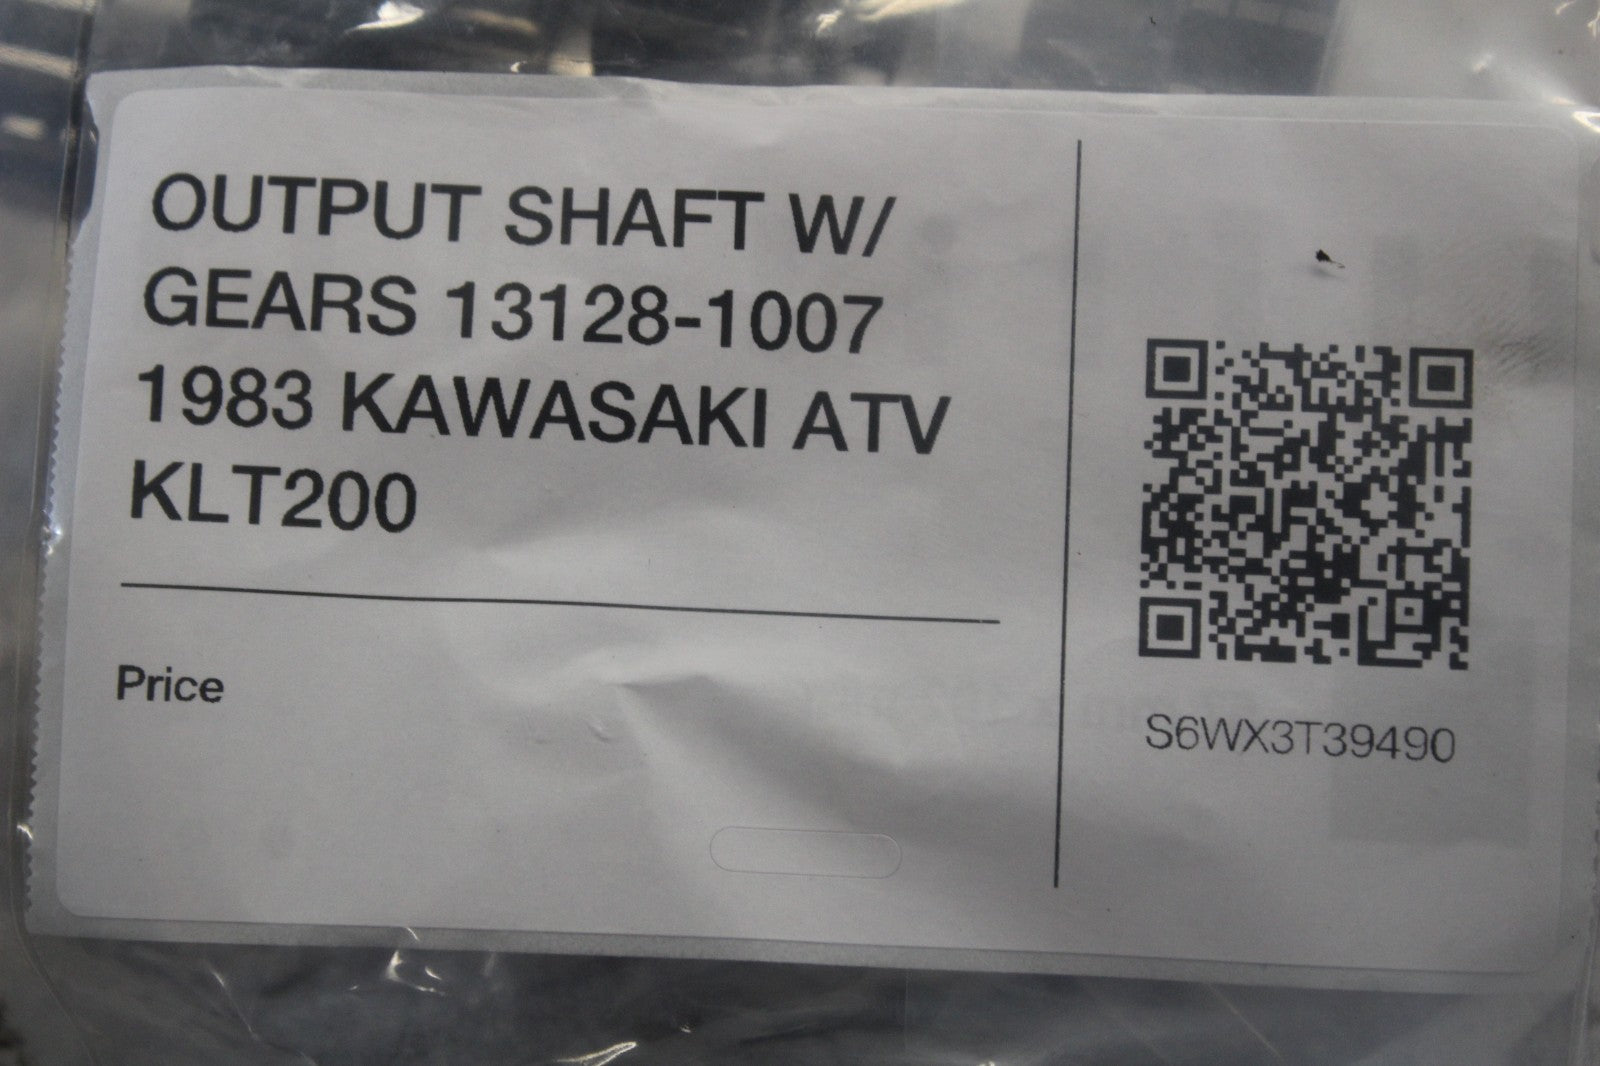 OUTPUT SHAFT W/
GEARS 13128-1007
1983 KAWASAKI ATV
KLT200
Price
S6WX3T39490